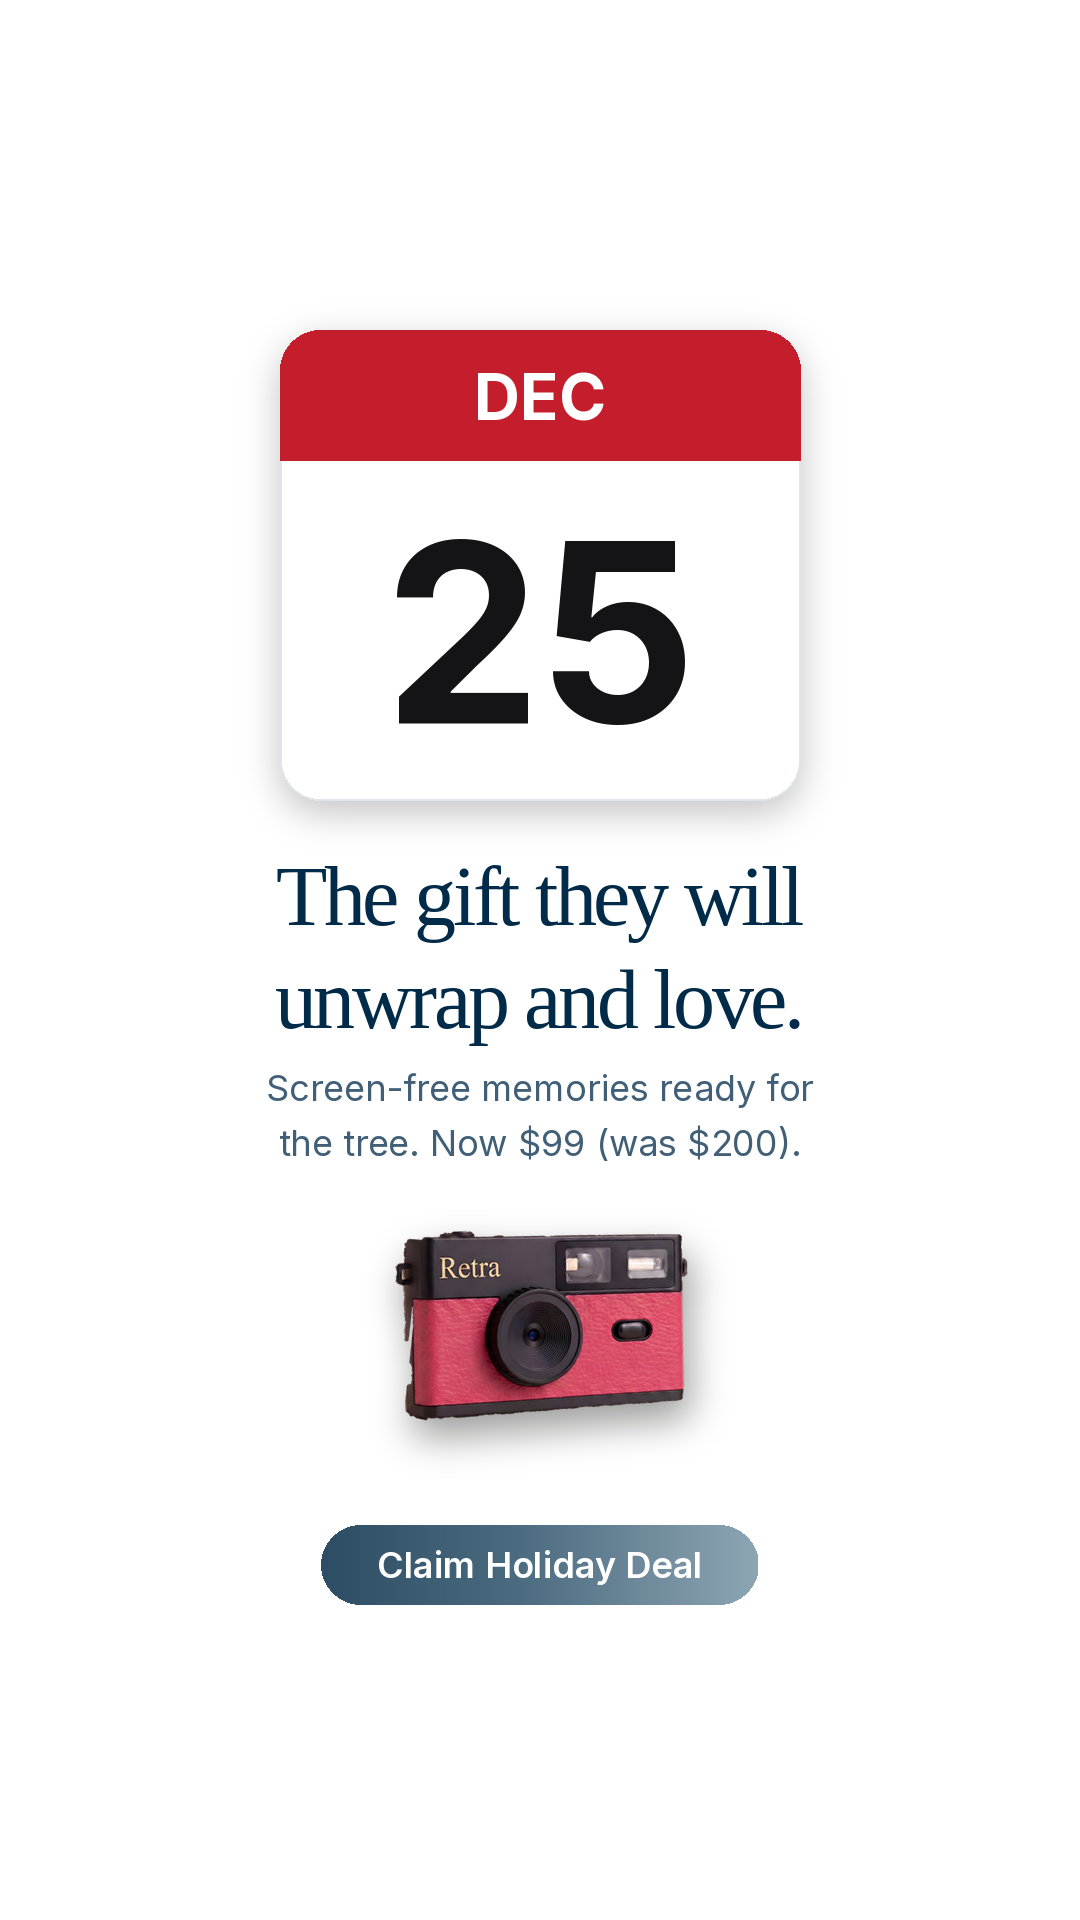 DEC
25
The gift they will
unwrap and love.
Screen-free memories ready for
the tree. Now $99 (was $200).
Retra
Claim Holiday Deal